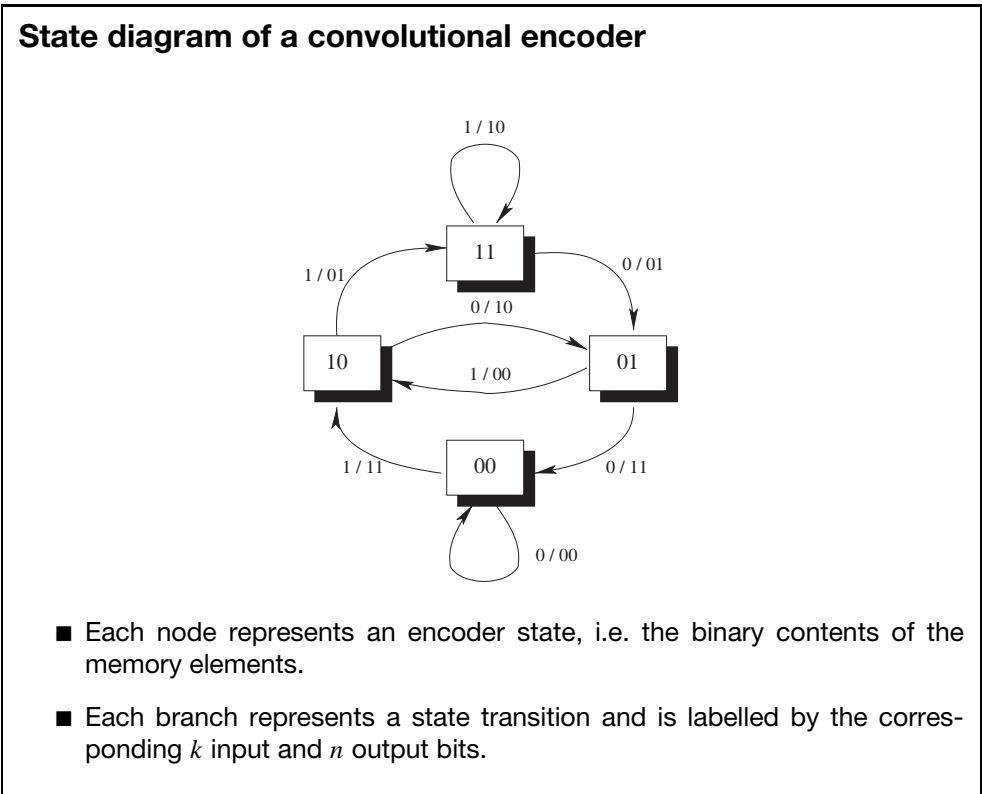 State diagram of a convolutional encoder
1 / 10
11
1 / 01
0 / 01
0 / 10
10
01
1 / 00
00
1 / 11
0 / 11
0 / 00
■ Each node represents an encoder state, i.e. the binary contents of the
memory elements.
■ Each branch represents a state transition and is labelled by the corres-
ponding k input and n output bits.